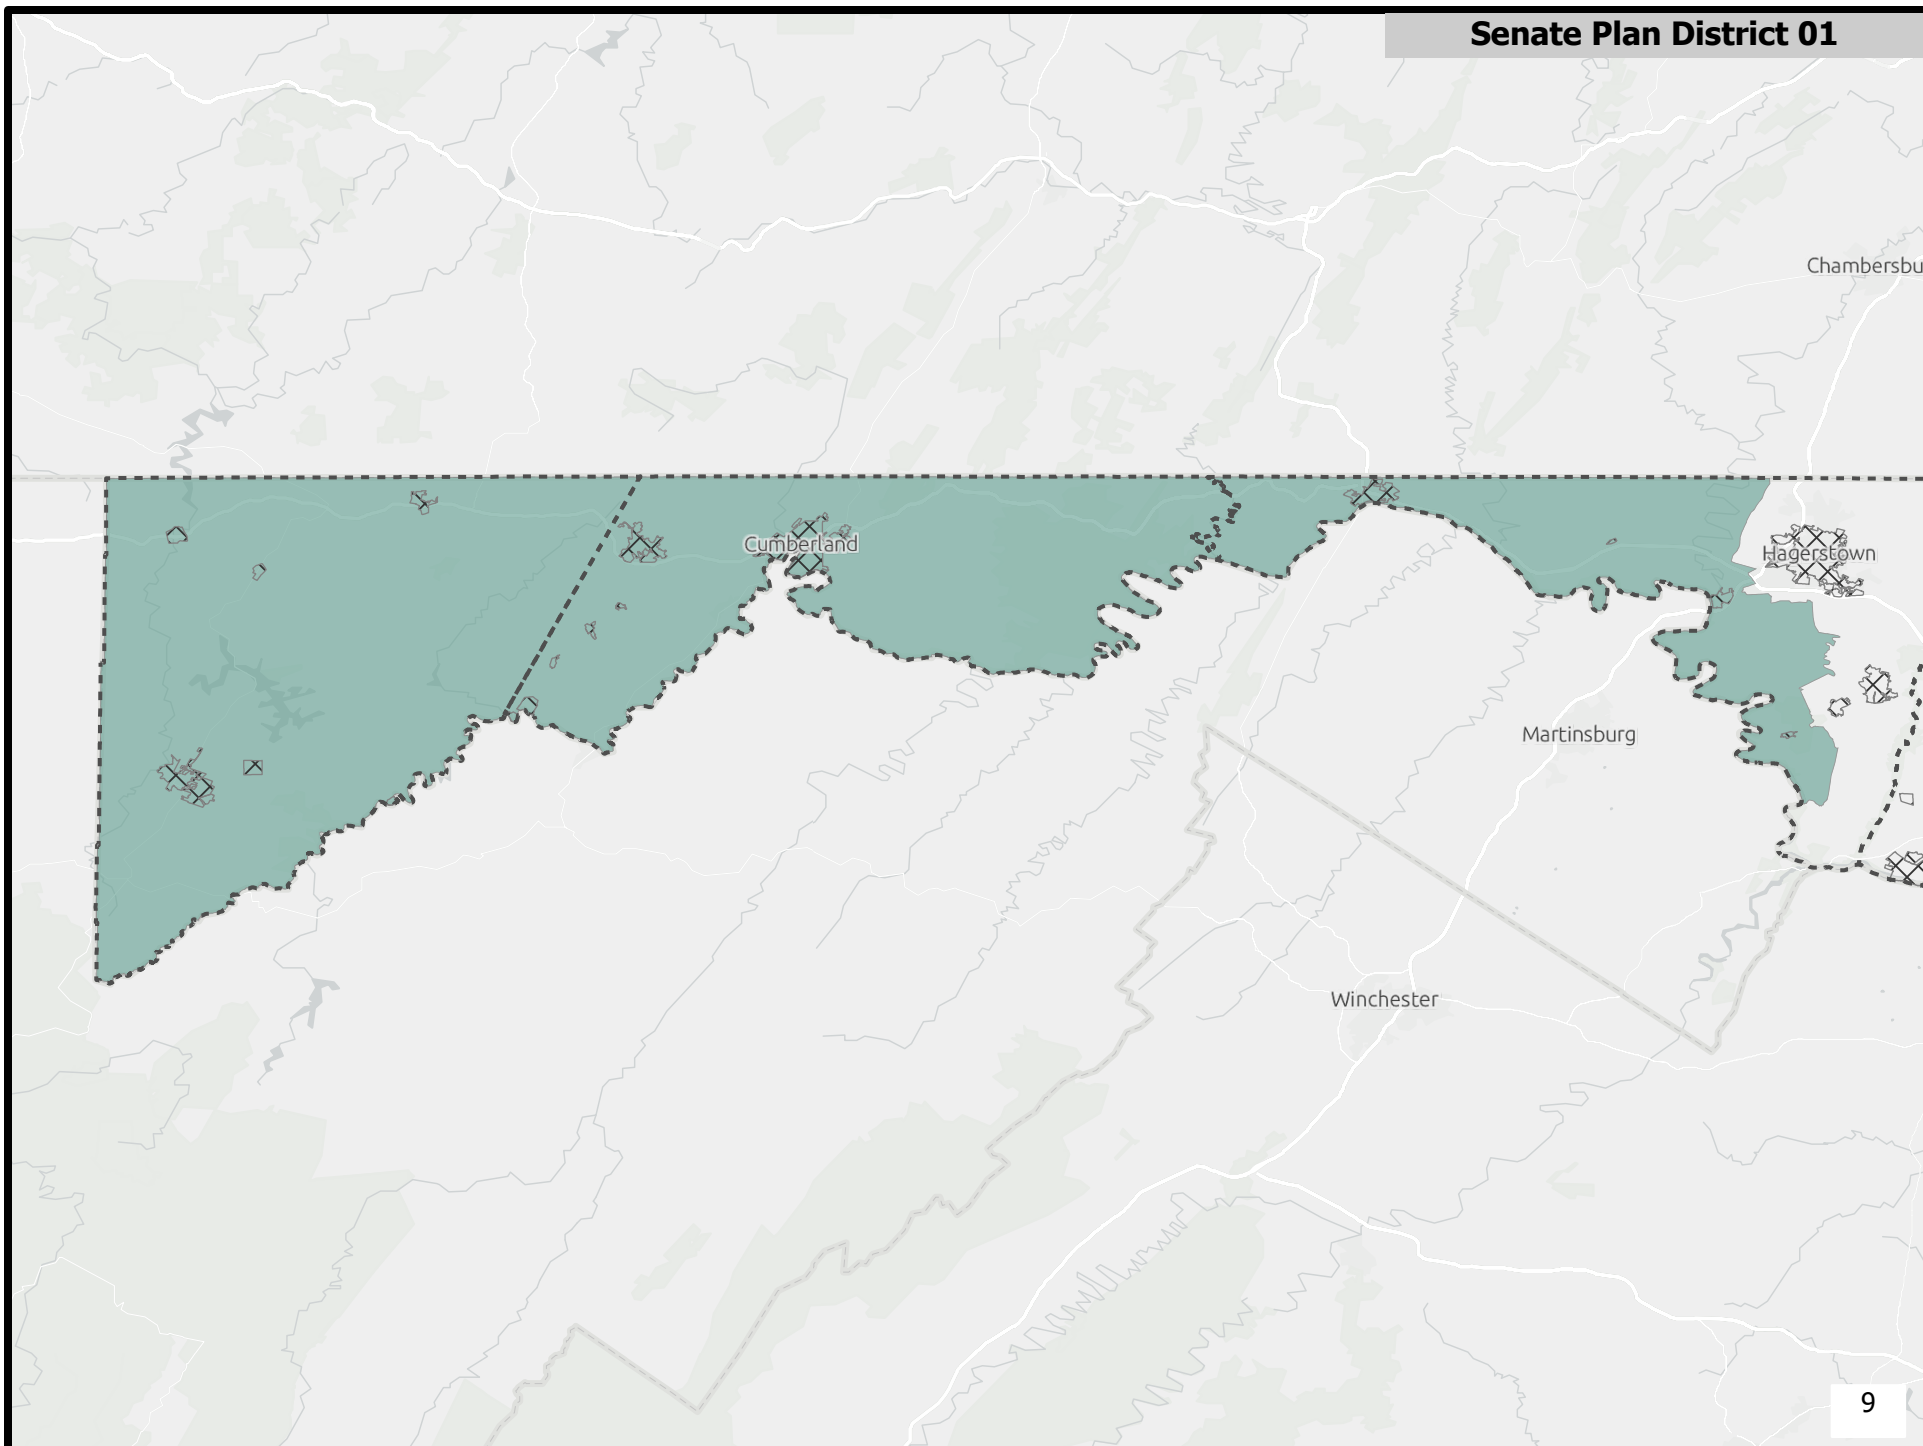 Senate Plan District 01
Chambersbu
Cumberland
Hagerstown
Martinsburg
Winchester
9